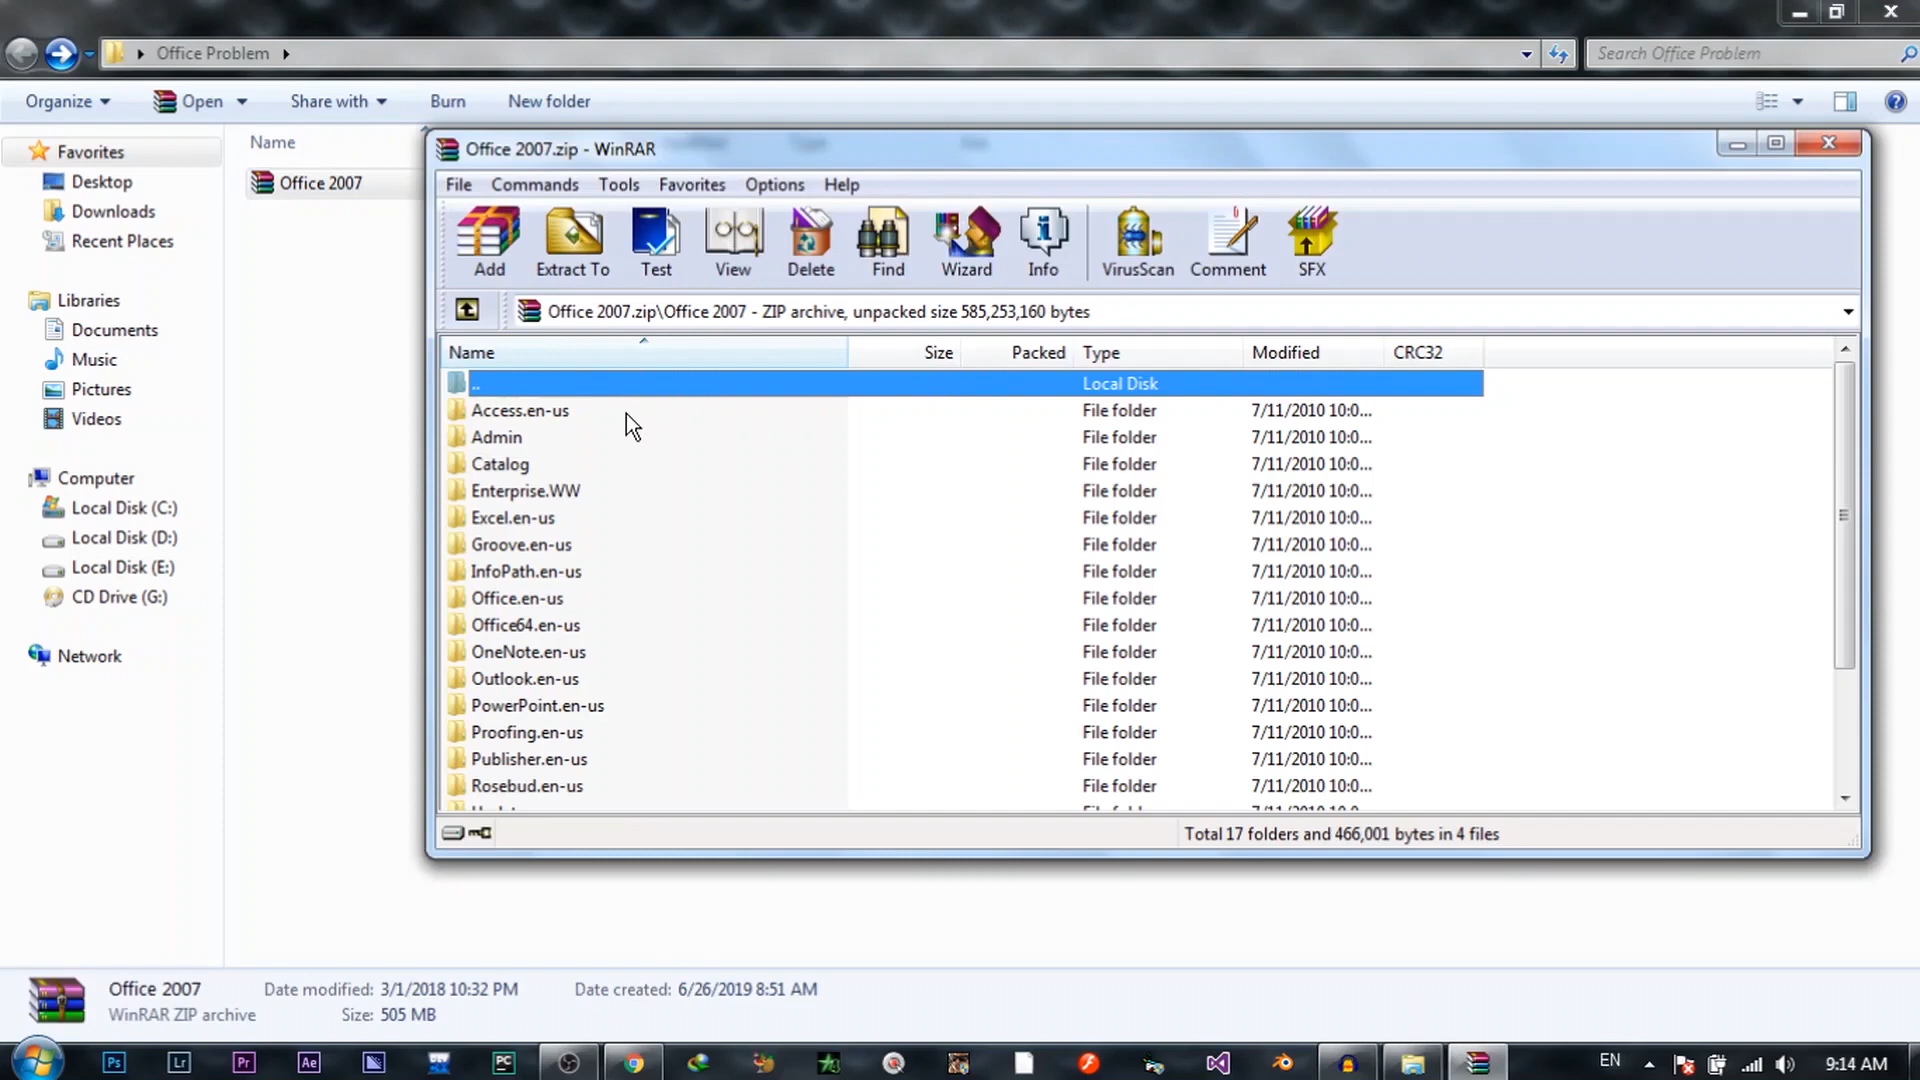 Office Problem
Search Office Problem
Organize
Open
Share with
Burn
New folder
Name
Office 2007
Favorites
Desktop
Downloads
Recent Places
Libraries
Documents
Music
Pictures
Videos
Computer
Local Disk (C:)
Local Disk (D:)
Local Disk (E:)
CD Drive (G:)
Network
Office 2007.zip - WinRAR
File Commands Tools Favorites Options Help
Add Extract To Test View Delete Find Wizard Info VirusScan Comment SFX
Office 2007.zip\Office 2007 - ZIP archive, unpacked size 585,253,160 bytes
Name Size Packed Type Modified CRC32
.. Local Disk
Access.en-us File folder 7/11/2010 10:0...
Admin File folder 7/11/2010 10:0...
Catalog File folder 7/11/2010 10:0...
Enterprise.WW File folder 7/11/2010 10:0...
Excel.en-us File folder 7/11/2010 10:0...
Groove.en-us File folder 7/11/2010 10:0...
InfoPath.en-us File folder 7/11/2010 10:0...
Office.en-us File folder 7/11/2010 10:0...
Office64.en-us File folder 7/11/2010 10:0...
OneNote.en-us File folder 7/11/2010 10:0...
Outlook.en-us File folder 7/11/2010 10:0...
PowerPoint.en-us File folder 7/11/2010 10:0...
Proofing.en-us File folder 7/11/2010 10:0...
Publisher.en-us File folder 7/11/2010 10:0...
Rosebud.en-us File folder 7/11/2010 10:0...
Total 17 folders and 466,001 bytes in 4 files
Office 2007 Date modified: 3/1/2018 10:32 PM Date created: 6/26/2019 8:51 AM
WinRAR ZIP archive Size: 505 MB
Ps Lr Pr Ae PC EN 9:14 AM